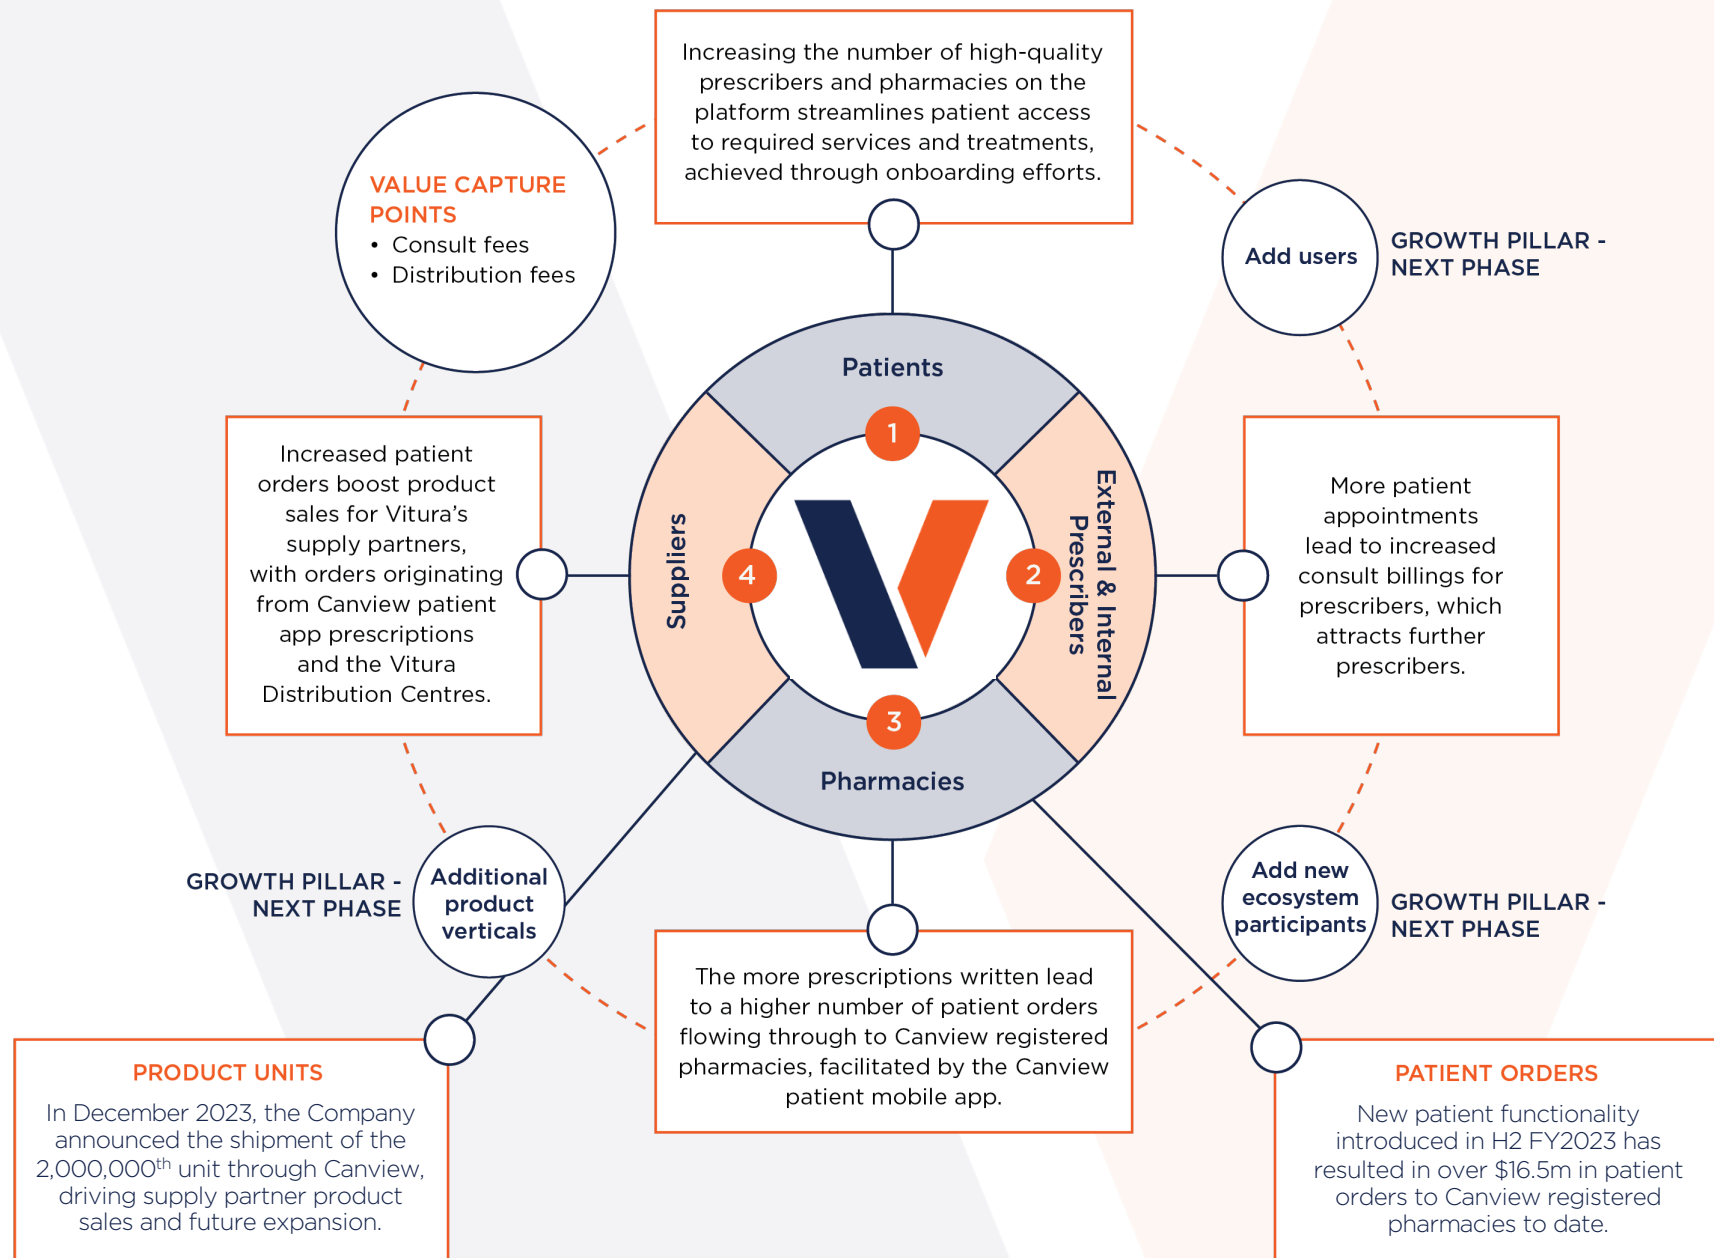 Increasing the number of high-quality
prescribers and pharmacies on the
platform streamlines patient access
to required services and treatments,
achieved through onboarding efforts.
VALUE CAPTURE
POINTS
• Consult fees
• Distribution fees
Add users
GROWTH PILLAR -
NEXT PHASE
Patients
1
External & Internal
Prescribers
2
Pharmacies
3
Suppliers
4
Increased patient
orders boost product
sales for Vitura's
supply partners,
with orders originating
from Canview patient
app prescriptions
and the Vitura
Distribution Centres.
More patient
appointments
lead to increased
consult billings for
prescribers, which
attracts further
prescribers.
GROWTH PILLAR -
NEXT PHASE
Additional
product
verticals
Add new
ecosystem
participants
GROWTH PILLAR -
NEXT PHASE
The more prescriptions written lead
to a higher number of patient orders
flowing through to Canview registered
pharmacies, facilitated by the Canview
patient mobile app.
PRODUCT UNITS
In December 2023, the Company
announced the shipment of the
2,000,000th unit through Canview,
driving supply partner product
sales and future expansion.
PATIENT ORDERS
New patient functionality
introduced in H2 FY2023 has
resulted in over $16.5m in patient
orders to Canview registered
pharmacies to date.